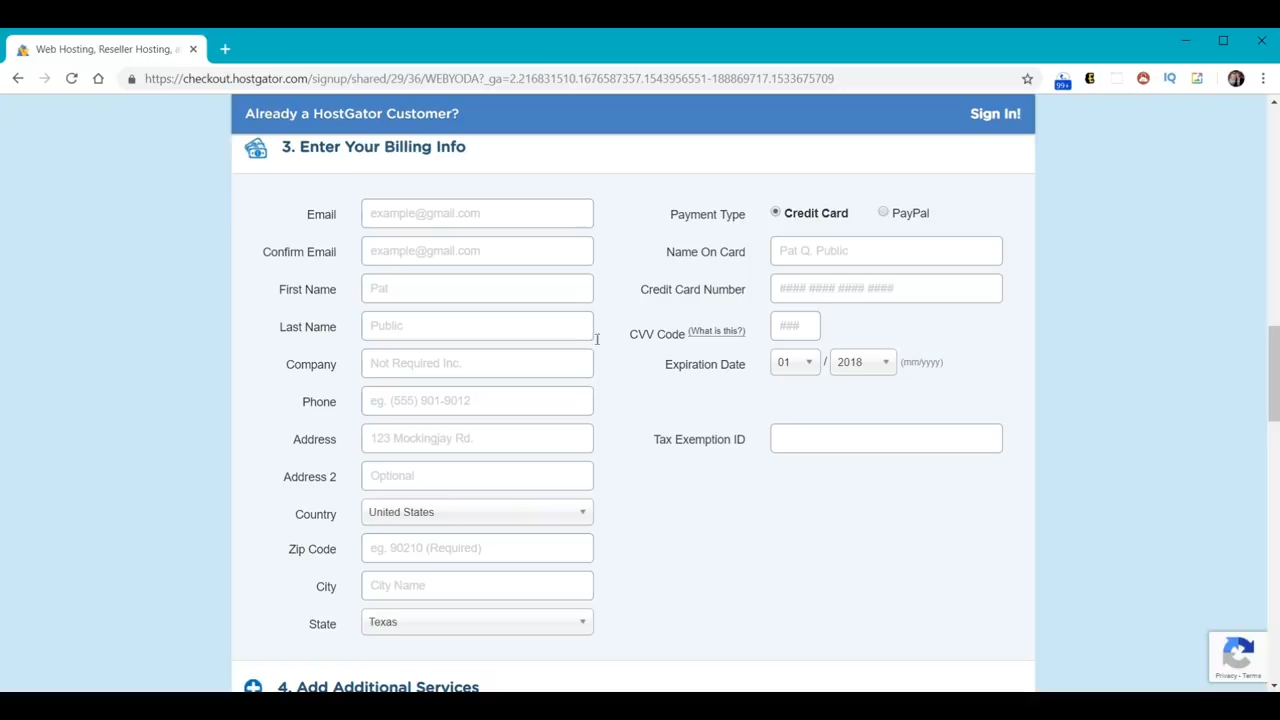 Web Hosting, Reseller Hosting, a
https://checkout.hostgator.com/signup/shared/29/36/WEBYODA?_ga=2.216831510.1676587357.1543956551-188869717.1533675709
99+
IQ
Already a HostGator Customer?
Sign In!
3. Enter Your Billing Info
Email
example@gmail.com
Confirm Email
example@gmail.com
First Name
Pat
Last Name
Public
Company
Not Required Inc.
Phone
eg. (555) 901-9012
Address
123 Mockingjay Rd.
Address 2
Optional
Country
United States
Zip Code
eg. 90210 (Required)
City
City Name
State
Texas
Payment Type
Credit Card
PayPal
Name On Card
Pat Q. Public
Credit Card Number
#### #### #### ####
CVV Code (What is this?)
###
Expiration Date
01 / 2018 (mm/yyyy)
Tax Exemption ID
4. Add Additional Services
Privacy - Terms